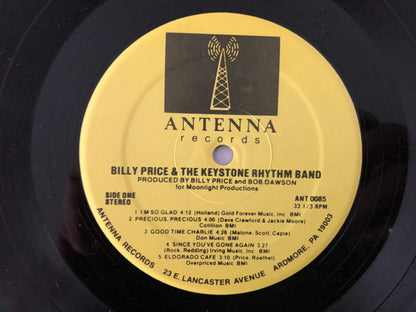 ANTENNA
records
BILLY PRICE & THE KEYSTONE RHYTHM BAND
PRODUCED BY BILLY PRICE and BOB DAWSON
for Moonlight Productions
SIDE ONE
STEREO
ANT 0085
33 1/3 RPM
1 I'M SO GLAD 4:12 (Holland) Gold Forever Music, Inc. BMI
2 PRECIOUS, PRECIOUS 4:00 (Dave Crawford & Jackie Moore)
Cotillion BMI
3 GOOD TIME CHARLIE 4:26 (Malone, Scott, Caple)
Don Music BMI
4 SINCE YOU'VE GONE AGAIN 3:27
(Rock, Redding) Irving Music, Inc. BMI
5 ELDORADO CAFE 3:10 (Price, Roethel)
Overpriced Music BMI
ANTENNA RECORDS 23 E. LANCASTER AVENUE ARDMORE, PA 19003